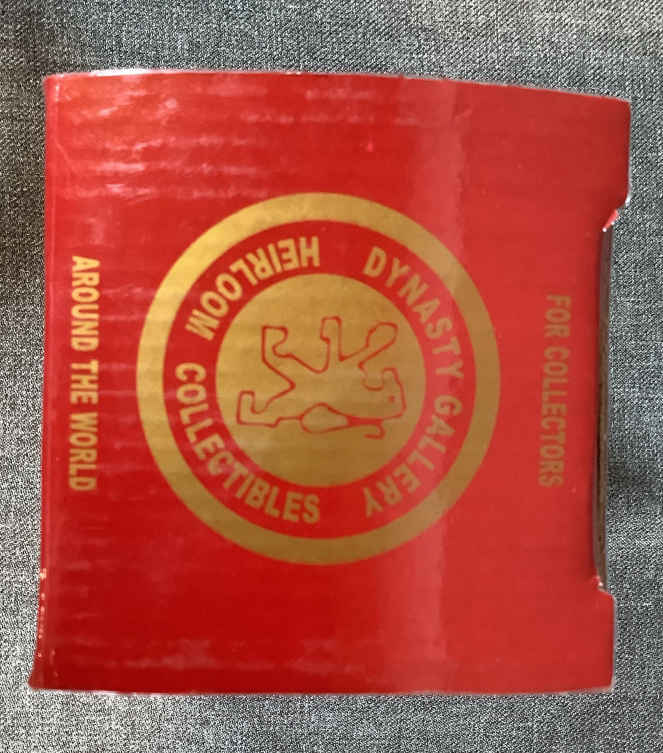 FOR COLLECTORS
DYNASTY GALLERY
HEIRLOOM COLLECTIBLES
AROUND THE WORLD